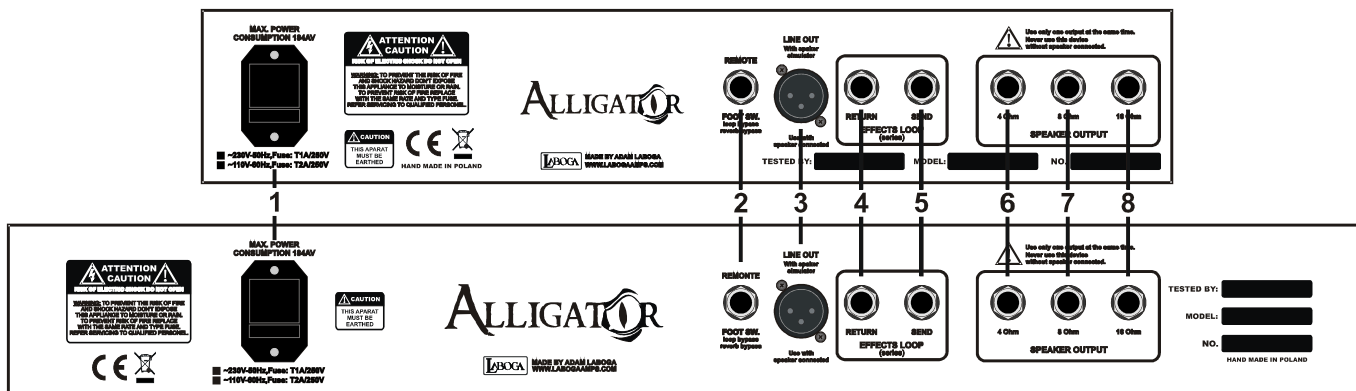 MAX. POWER
CONSUMPTION 184AV
~230V-50Hz,Fuse: T1A/250V
~110V-60Hz,Fuse: T2A/250V
ATTENTION
CAUTION
RISK OF ELECTRIC SHOCK DO NOT OPEN
WARNING: TO PREVENT THE RISK OF FIRE
AND SHOCK HAZARD DON'T EXPOSE
THIS APPLIANCE TO MOISTURE OR RAIN.
TO PREVENT RISK OF FIRE REPLACE
WITH THE SAME RATE AND TYPE FUSE.
REFER SERVICING TO QUALIFIED PERSONEL.
CAUTION
THIS APARAT
MUST BE
EARTHED
CE
HAND MADE IN POLAND
ALLIGATOR
LABOGA
MADE BY ADAM LABOGA
WWW.LABOGAAMPS.COM
REMOTE
FOOT SW.
loop bypass
reverb bypass
LINE OUT
With speaker
simulator
Use with
speaker connected
RETURN
SEND
EFFECTS LOOP
(series)
Use only one output at the same time.
Never use this device
without speaker connected.
4 Ohm
8 Ohm
16 Ohm
SPEAKER OUTPUT
TESTED BY:
MODEL:
NO.
1
2
3
4
5
6
7
8
ATTENTION
CAUTION
RISK OF ELECTRIC SHOCK DO NOT OPEN
WARNING: TO PREVENT THE RISK OF FIRE
AND SHOCK HAZARD DON'T EXPOSE
THIS APPLIANCE TO MOISTURE OR RAIN.
TO PREVENT RISK OF FIRE REPLACE
WITH THE SAME RATE AND TYPE FUSE.
REFER SERVICING TO QUALIFIED PERSONEL.
CE
MAX. POWER
CONSUMPTION 184AV
~230V-50Hz,Fuse: T1A/250V
~110V-60Hz,Fuse: T2A/250V
CAUTION
THIS APARAT
MUST BE
EARTHED
ALLIGATOR
LABOGA
MADE BY ADAM LABOGA
WWW.LABOGAAMPS.COM
REMONTE
FOOT SW.
loop bypass
reverb bypass
LINE OUT
With speaker
simulator
Use with
speaker connected
RETURN
SEND
EFFECTS LOOP
(series)
Use only one output at the same time.
Never use this device
without speaker connected.
4 Ohm
8 Ohm
16 Ohm
SPEAKER OUTPUT
TESTED BY:
MODEL:
NO.
HAND MADE IN POLAND